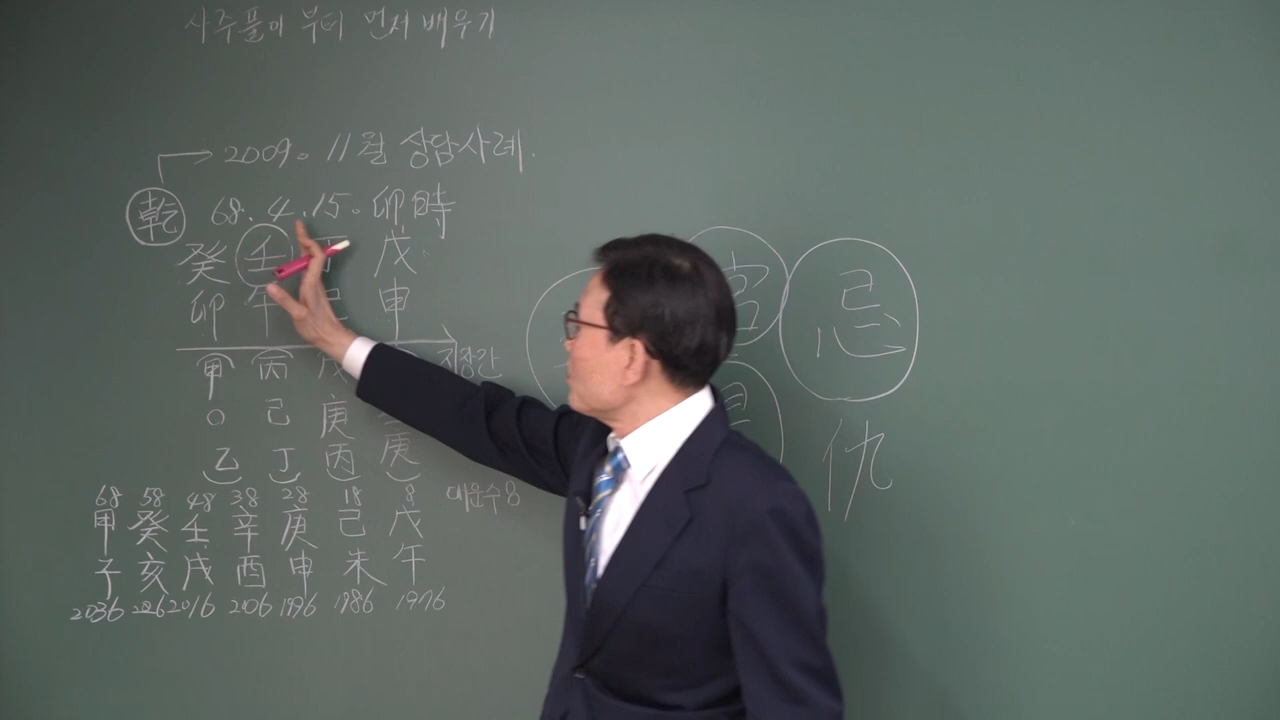 사주풀이 부터 먼저 배우기
2009. 11월 상담사례.
乾 68. 4. 15. 卯時
癸 壬 丁 戊
卯 午 巳 申
지장간
甲 丙 戊
○ 己 庚
乙 丁 丙 庚
68 58 48 38 28 18 8 대운수 8
甲 癸 壬 辛 庚 己 戊
子 亥 戌 酉 申 未 午
2036 2026 2016 2006 1996 1986 1976
忌
仇